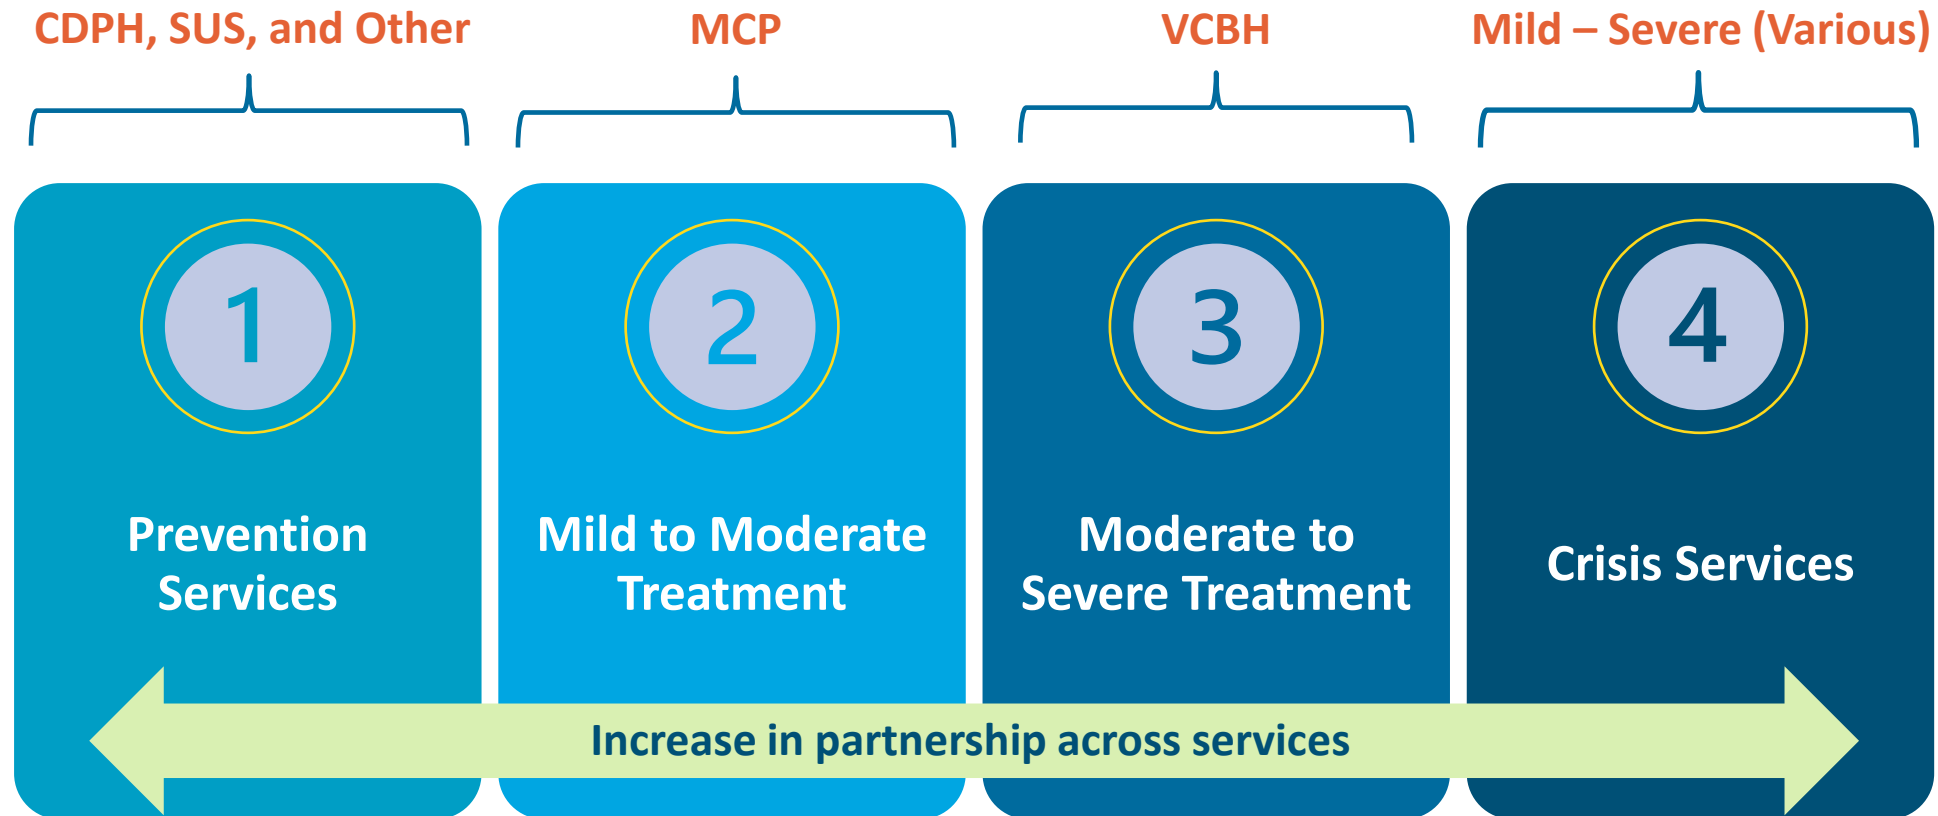 CDPH, SUS, and Other
MCP
VCBH
Mild – Severe (Various)
1
2
3
4
Prevention
Services
Mild to Moderate
Treatment
Moderate to
Severe Treatment
Crisis Services
Increase in partnership across services